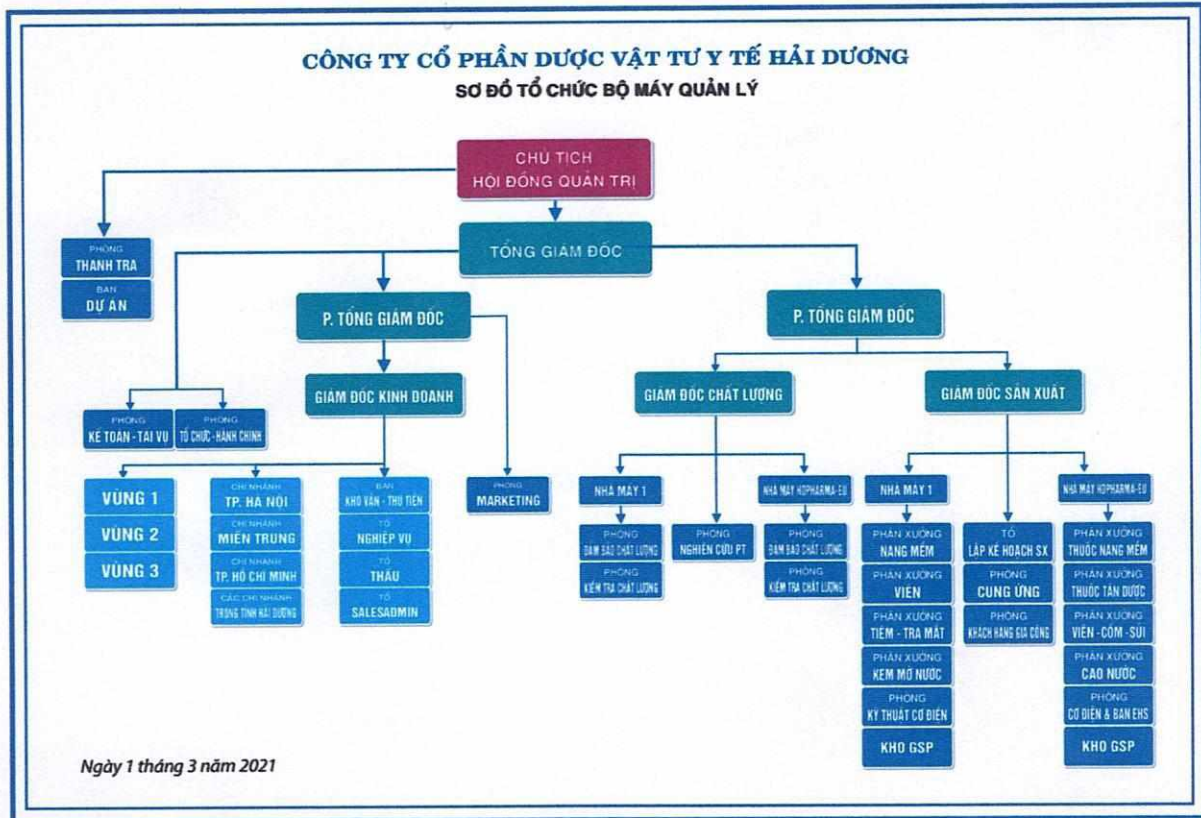 CÔNG TY CỔ PHẦN DƯỢC VẬT TƯ Y TẾ HẢI DƯƠNG
SƠ ĐỒ TỔ CHỨC BỘ MÁY QUẢN LÝ
CHỦ TỊCH
HỘI ĐỒNG QUẢN TRỊ
TỔNG GIÁM ĐỐC
PHÒNG
THANH TRA
BAN
DỰ ÁN
P. TỔNG GIÁM ĐỐC
P. TỔNG GIÁM ĐỐC
GIÁM ĐỐC KINH DOANH
GIÁM ĐỐC CHẤT LƯỢNG
GIÁM ĐỐC SẢN XUẤT
PHÒNG
KẾ TOÁN - TÀI VỤ
PHÒNG
TỔ CHỨC - HÀNH CHÍNH
VÙNG 1
VÙNG 2
VÙNG 3
CHI NHÁNH
TP. HÀ NỘI
CHI NHÁNH
MIỀN TRUNG
CHI NHÁNH
TP. HỒ CHÍ MINH
CÁC CHI NHÁNH
TRONG TỈNH HẢI DƯƠNG
BAN
KHO VẬN - THU TIỀN
TỔ
NGHIỆP VỤ
TỔ
THẦU
TỔ
SALESADMIN
PHÒNG
MARKETING
NHÀ MÁY 1
PHÒNG
ĐẢM BẢO CHẤT LƯỢNG
PHÒNG
KIỂM TRA CHẤT LƯỢNG
PHÒNG
NGHIÊN CỨU PT
NHÀ MÁY HDPHARMA-EU
PHÒNG
ĐẢM BẢO CHẤT LƯỢNG
PHÒNG
KIỂM TRA CHẤT LƯỢNG
NHÀ MÁY 1
PHÂN XƯỞNG
NANG MỀM
PHÂN XƯỞNG
VIÊN
PHÂN XƯỞNG
TIÊM - TRA MẮT
PHÂN XƯỞNG
KEM MỠ NƯỚC
PHÒNG
KỸ THUẬT CƠ ĐIỆN
KHO GSP
TỔ
LẬP KẾ HOẠCH SX
PHÒNG
CUNG ỨNG
PHÒNG
KHÁCH HÀNG GIA CÔNG
NHÀ MÁY HDPHARMA-EU
PHÂN XƯỞNG
THUỐC NANG MỀM
PHÂN XƯỞNG
THUỐC TÂN DƯỢC
PHÂN XƯỞNG
VIÊN - CỐM - SỦI
PHÂN XƯỞNG
CAO NƯỚC
PHÒNG
CƠ ĐIỆN & BAN EHS
KHO GSP
Ngày 1 tháng 3 năm 2021